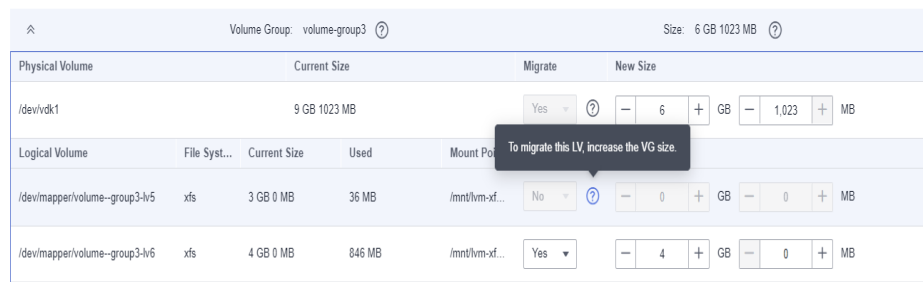 Volume Group: volume-group3 ? Size: 6 GB 1023 MB ?
Physical Volume Current Size Migrate New Size
/dev/vdk1 9 GB 1023 MB Yes ? − 6 + GB − 1,023 + MB
To migrate this LV, increase the VG size.
Logical Volume File Syst... Current Size Used Mount Poi
/dev/mapper/volume--group3-lv5 xfs 3 GB 0 MB 36 MB /mnt/lvm-xf... No ? − 0 + GB − 0 + MB
/dev/mapper/volume--group3-lv6 xfs 4 GB 0 MB 846 MB /mnt/lvm-xf... Yes − 4 + GB − 0 + MB